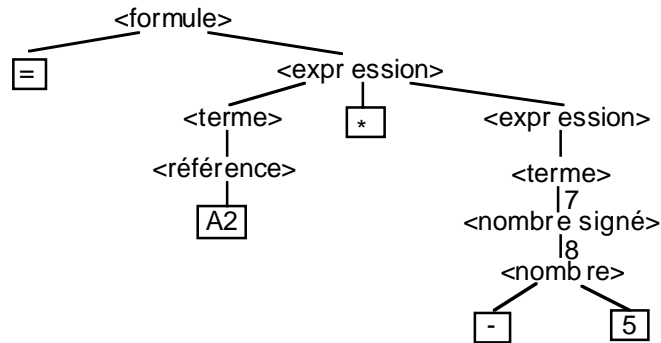 <formule>
= <expr ession>
<terme> * <expr ession>
<référence> <terme>
7
A2 <nombr e signé>
8
<nomb re>
- 5